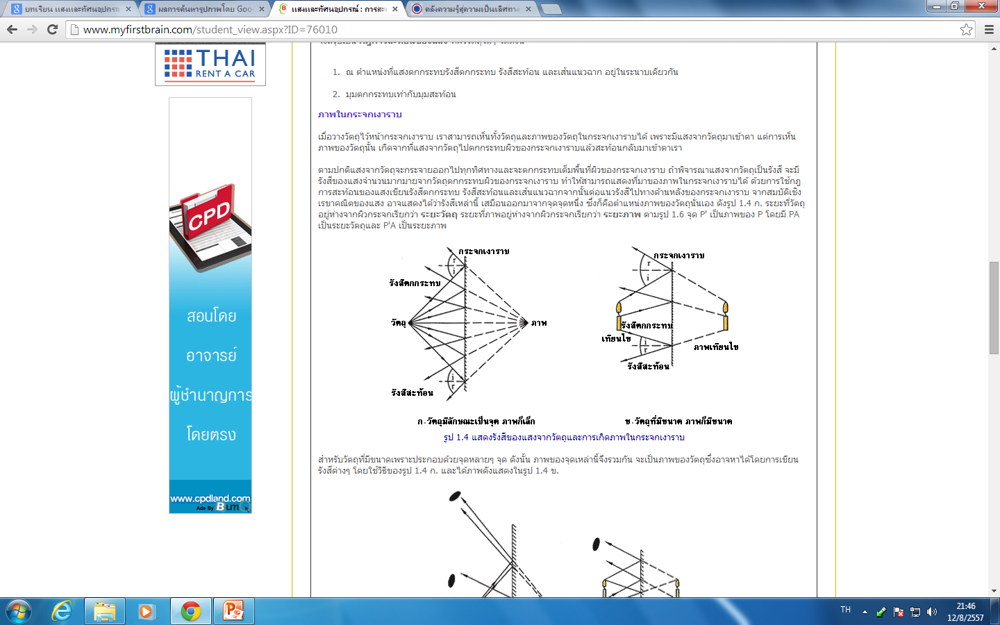 บทเรียน แสงและทัศนอุปกรณ์
ผลการค้นหารูปภาพโดย Goo
แสงและทัศนอุปกรณ์ : การสะ
คลังความรู้สู่ความเป็นเลิศทาง
www.myfirstbrain.com/student_view.aspx?ID=76010
THAI
RENT A CAR
1. ณ ตำแหน่งที่แสงตกกระทบรังสีตกกระทบ รังสีสะท้อน และเส้นแนวฉาก อยู่ในระนาบเดียวกัน
2. มุมตกกระทบเท่ากับมุมสะท้อน
ภาพในกระจกเงาราบ
เมื่อวางวัตถุไว้หน้ากระจกเงาราบ เราสามารถเห็นทั้งวัตถุและภาพของวัตถุในกระจกเงาราบได้ เพราะมีแสงจากวัตถุมาเข้าตา แต่การเห็น
ภาพของวัตถุนั้น เกิดจากที่แสงจากวัตถุไปตกกระทบผิวของกระจกเงาราบแล้วสะท้อนกลับมาเข้าตาเรา
ตามปกติแสงจากวัตถุจะกระจายออกไปทุกทิศทางและจะตกกระทบเต็มพื้นที่ผิวของกระจกเงาราบ ถ้าพิจารณาแสงจากวัตถุเป็นรังสี จะมี
รังสีของแสงจำนวนมากมายจากวัตถุตกกระทบผิวของกระจกเงาราบ ทำให้สามารถแสดงที่มาของภาพในกระจกเงาราบได้ ด้วยการใช้กฎ
การสะท้อนของแสงเขียนรังสีตกกระทบ รังสีสะท้อนและเส้นแนวฉากจากนั้นต่อแนวรังสีไปทางด้านหลังของกระจกเงาราบ จากสมบัติเชิง
เรขาคณิตของแสง อาจแสดงได้ว่ารังสีเหล่านี้ เสมือนออกมาจากจุดจุดหนึ่ง ซึ่งก็คือตำแหน่งภาพของวัตถุนั่นเอง ดังรูป 1.4 ก. ระยะที่วัตถุ
อยู่ห่างจากผิวกระจกเรียกว่า ระยะวัตถุ ระยะที่ภาพอยู่ห่างจากผิวกระจกเรียกว่า ระยะภาพ ตามรูป 1.6 จุด P' เป็นภาพของ P โดยมี PA
เป็นระยะวัตถุและ P'A เป็นระยะภาพ
กระจกเงาราบ
r
i
รังสีตกกระทบ
วัตถุ
ภาพ
i
r
รังสีสะท้อน
ก.วัตถุมีลักษณะเป็นจุด ภาพก็เล็ก
กระจกเงาราบ
r
i
รังสีตกกระทบ
เทียนไข
i
r
ภาพเทียนไข
รังสีสะท้อน
ข.วัตถุที่มีขนาด ภาพก็มีขนาด
รูป 1.4 แสดงรังสีของแสงจากวัตถุและการเกิดภาพในกระจกเงาราบ
สำหรับวัตถุที่มีขนาดเพราะประกอบด้วยจุดหลายๆ จุด ดังนั้น ภาพของจุดเหล่านี้จึงรวมกัน จะเป็นภาพของวัตถุซึ่งอาจหาได้โดยการเขียน
รังสีต่างๆ โดยใช้วิธีของรูป 1.4 ก. และได้ภาพดังแสดงในรูป 1.4 ข.
CPD
สอนโดย
อาจารย์
ผู้ชำนาญการ
โดยตรง
www.cpdland.com
Ads By Bum
TH
21:46
12/8/2557